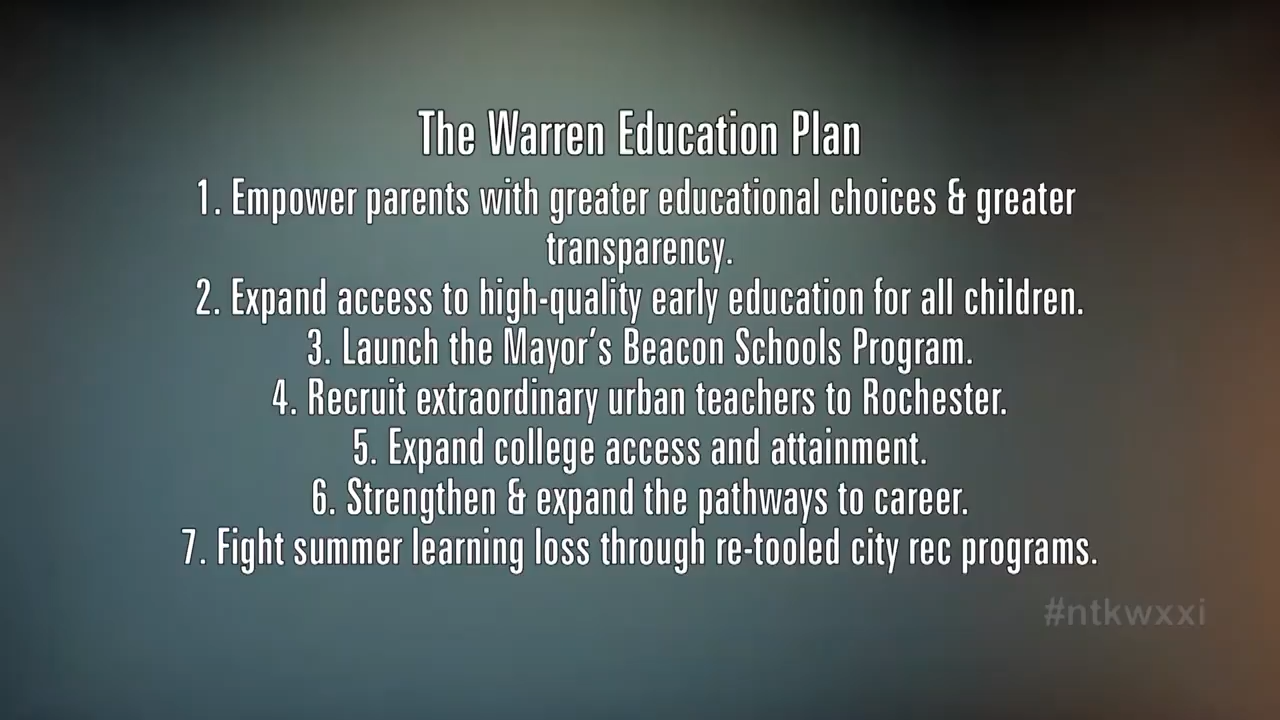 The Warren Education Plan
1. Empower parents with greater educational choices & greater
transparency.
2. Expand access to high-quality early education for all children.
3. Launch the Mayor’s Beacon Schools Program.
4. Recruit extraordinary urban teachers to Rochester.
5. Expand college access and attainment.
6. Strengthen & expand the pathways to career.
7. Fight summer learning loss through re-tooled city rec programs.
#ntkwxxi